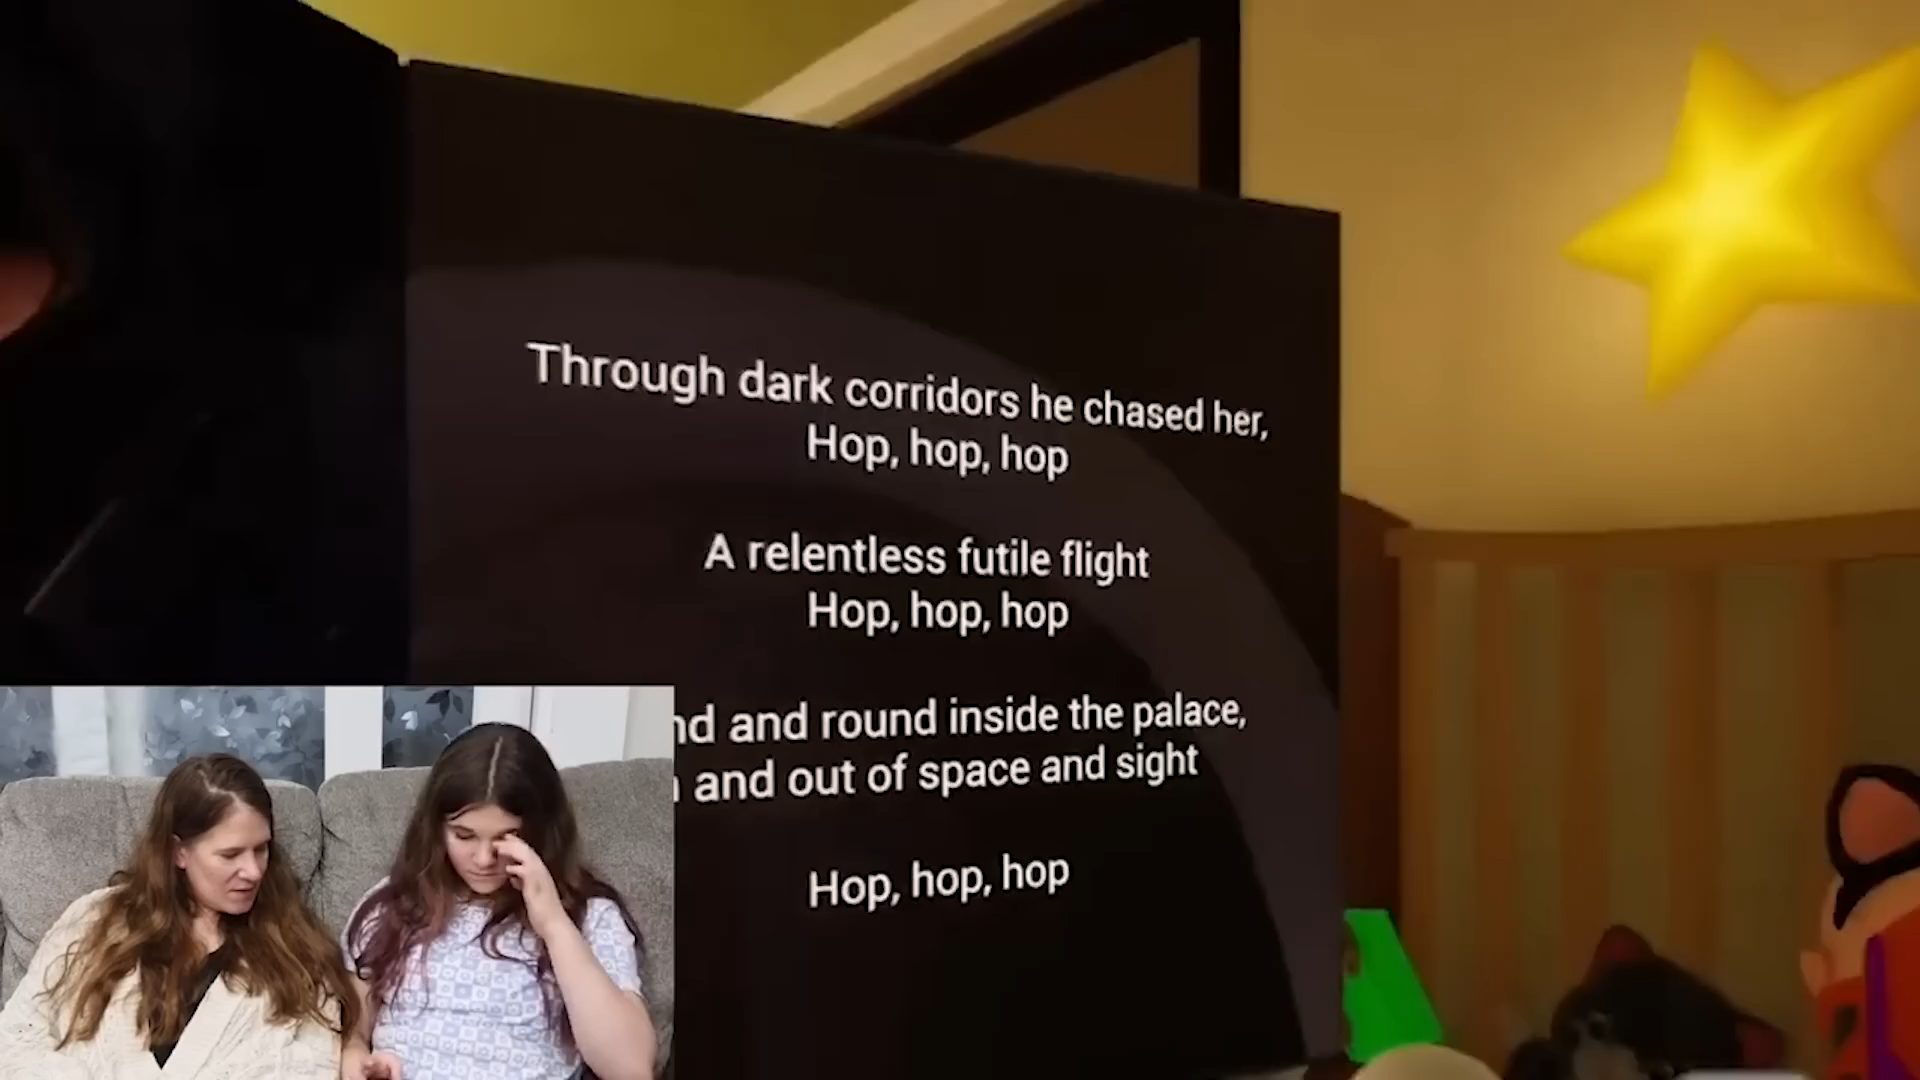 Through dark corridors he chased her,
Hop, hop, hop
A relentless futile flight
Hop, hop, hop
and round inside the palace,
and out of space and sight
Hop, hop, hop